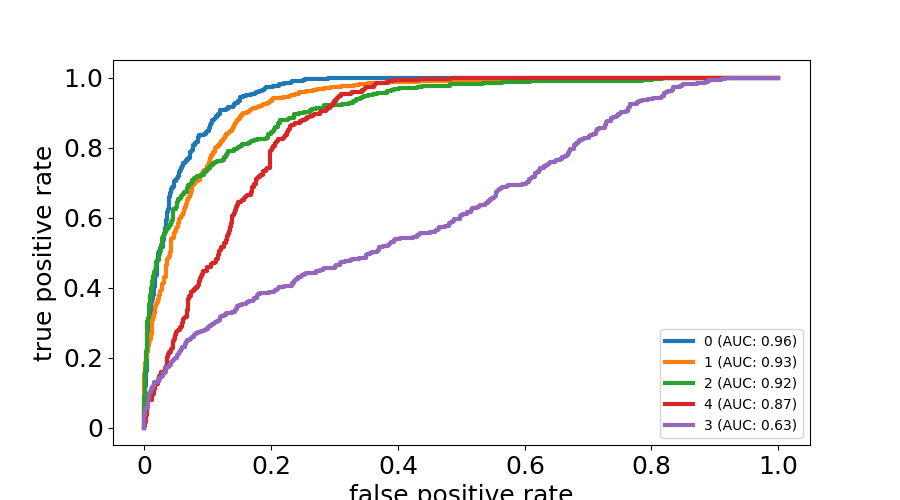 1.0
0.8
0.6
0.4
0.2
0
true positive rate
0 (AUC: 0.96)
1 (AUC: 0.93)
2 (AUC: 0.92)
4 (AUC: 0.87)
3 (AUC: 0.63)
0 0.2 0.4 0.6 0.8 1.0
false positive rate